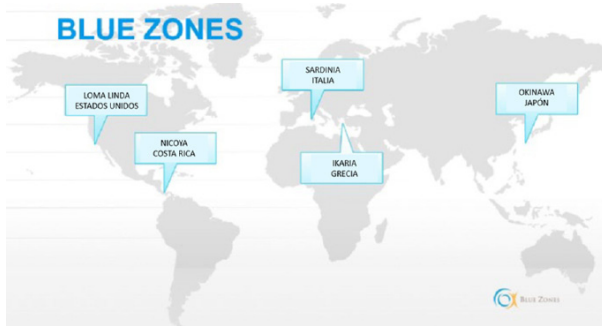 BLUE ZONES
LOMA LINDA
ESTADOS UNIDOS
NICOYA
COSTA RICA
SARDINIA
ITALIA
IKARIA
GRECIA
OKINAWA
JAPÓN
BLUE ZONES